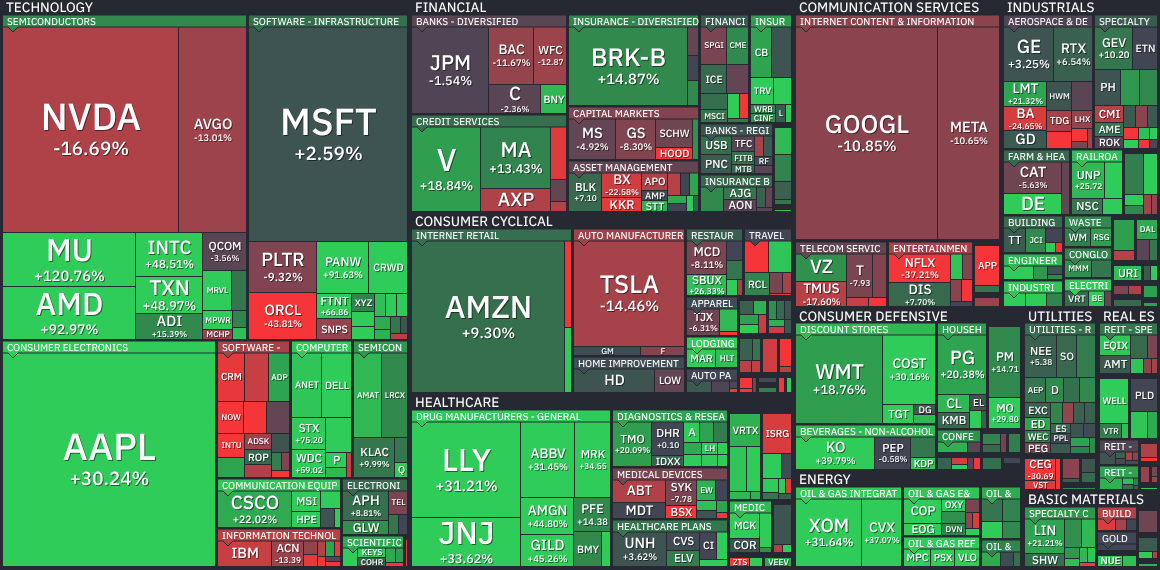 TECHNOLOGY
SEMICONDUCTORS
NVDA
-16.69%
AVGO
-13.01%
MU
+120.76%
AMD
+92.97%
INTC
+48.51%
TXN
+48.97%
ADI
+15.39%
QCOM
-3.56%
MRVL
MPWR
MCHP
SOFTWARE - INFRASTRUCTURE
MSFT
+2.59%
PLTR
-9.32%
ORCL
-43.81%
PANW
+91.63%
CRWD
FTNT
+66.86
XYZ
SNPS
CONSUMER ELECTRONICS
AAPL
+30.24%
SOFTWARE -
CRM
ADP
NOW
INTU
ADSK
ROP
COMPUTER
ANET
DELL
STX
+75.20
WDC
+59.02
P
SEMICON
AMAT
LRCX
KLAC
+9.99%
Q
COMMUNICATION EQUIP
CSCO
+22.02%
MSI
HPE
INFORMATION TECHNOL
IBM
ACN
-13.39
ELECTRONI
APH
+8.81%
TEL
GLW
SCIENTIFIC
KEYS
COHR
FINANCIAL
BANKS - DIVERSIFIED
JPM
-1.54%
BAC
-11.67%
WFC
-12.87
C
-2.36%
BNY
INSURANCE - DIVERSIFIED
BRK-B
+14.87%
FINANCI
SPGI
CME
ICE
MSCI
INSUR
CB
TRV
WRB
CINF
L
CREDIT SERVICES
V
+18.84%
MA
+13.43%
AXP
CAPITAL MARKETS
MS
-4.92%
GS
-8.30%
SCHW
HOOD
ASSET MANAGEMENT
BLK
+7.10
BX
-22.58%
KKR
APO
AMP
STT
BANKS - REGI
USB
TFC
PNC
FITB
MTB
RF
INSURANCE B
AJG
AON
CONSUMER CYCLICAL
INTERNET RETAIL
AMZN
+9.30%
AUTO MANUFACTURER
TSLA
-14.46%
GM
F
HOME IMPROVEMENT
HD
LOW
RESTAUR
MCD
-8.11%
SBUX
+26.33%
TRAVEL
RCL
APPAREL
TJX
-6.31%
LODGING
MAR
HLT
AUTO PA
HEALTHCARE
DRUG MANUFACTURERS - GENERAL
LLY
+31.21%
JNJ
+33.62%
ABBV
+31.45%
MRK
+34.55
AMGN
+44.80%
PFE
+14.38
GILD
+45.26%
BMY
DIAGNOSTICS & RESEA
TMO
+20.09%
DHR
+0.10
A
LH
IDXX
MEDICAL DEVICES
ABT
SYK
-7.78
EW
MDT
BSX
HEALTHCARE PLANS
UNH
+3.62%
CVS
CI
ELV
VRTX
ISRG
MEDIC
MCK
COR
ZTS
VEEV
COMMUNICATION SERVICES
INTERNET CONTENT & INFORMATION
GOOGL
-10.85%
META
-10.65%
TELECOM SERVIC
VZ
T
-7.93
TMUS
-17.60%
ENTERTAINMEN
NFLX
-37.21%
DIS
+7.70%
APP
INDUSTRIALS
AEROSPACE & DE
GE
+3.25%
RTX
+6.54%
LMT
+21.32%
HWM
BA
-24.65%
TDG
LHX
GD
SPECIALTY
GEV
+10.20
ETN
PH
CMI
AME
ROK
FARM & HEA
CAT
-5.63%
DE
RAILROA
UNP
+25.72
NSC
BUILDING
TT
JCI
WASTE
WM
RSG
DAL
CONGLO
MMM
URI
ENGINEER
INDUSTRI
ELECTRI
VRT
BE
CONSUMER DEFENSIVE
DISCOUNT STORES
WMT
+18.76%
COST
+30.16%
TGT
DG
HOUSEH
PG
+20.38%
CL
EL
KMB
PM
+14.71
MO
+29.80
BEVERAGES - NON-ALCOHOL
KO
+39.79%
PEP
-0.58%
KDP
CONFE
UTILITIES
UTILITIES - R
NEE
+5.38
SO
AEP
D
EXC
ED
WEC
PEG
ES
PPL
CEG
-30.69
VST
REAL ES
REIT - SPE
EQIX
AMT
WELL
PLD
VTR
REIT -
REIT -
ENERGY
OIL & GAS INTEGRAT
XOM
+31.64%
CVX
+37.07%
OIL & GAS E&
COP
OXY
EOG
DVN
OIL & GAS REF
MPC
PSX
VLO
OIL &
OIL &
BASIC MATERIALS
SPECIALTY C
LIN
+21.21%
SHW
BUILD
GOLD
NUE